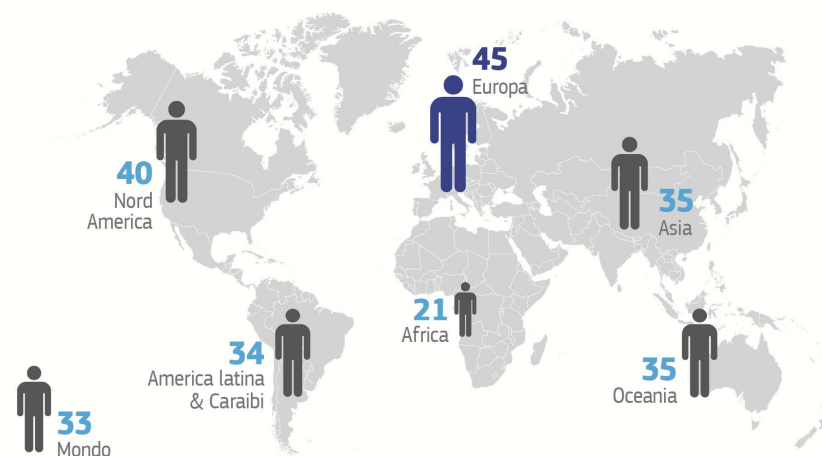 45
Europa
40
Nord
America
35
Asia
21
Africa
34
America latina
& Caraibi
35
Oceania
33
Mondo